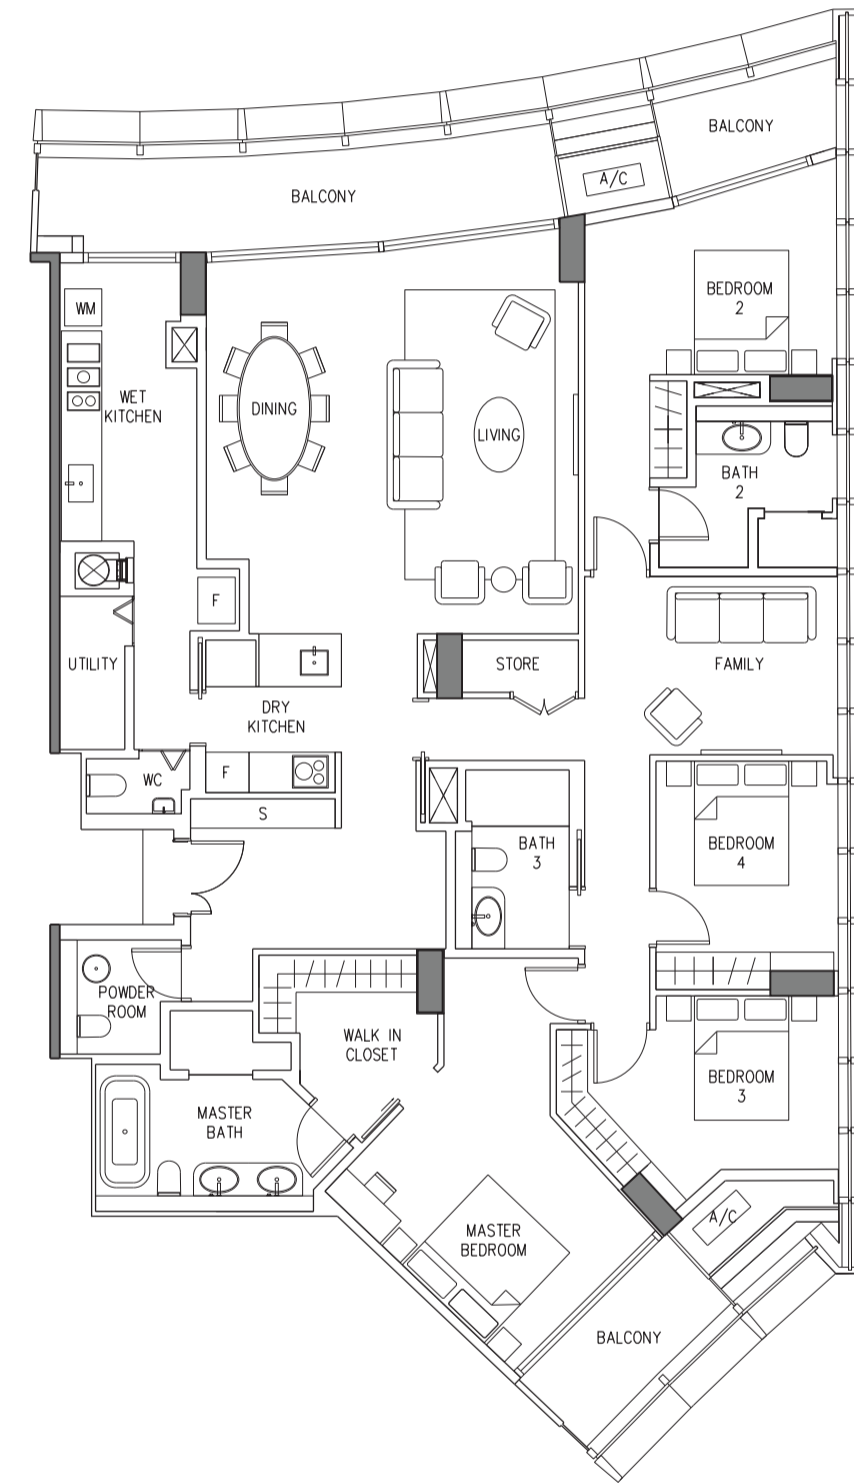 BALCONY
A/C
BALCONY
WM
BEDROOM
2
WET
KITCHEN
DINING
LIVING
BATH
2
F
UTILITY
STORE
FAMILY
DRY
KITCHEN
WC
F
S
BATH
3
BEDROOM
4
POWDER
ROOM
WALK IN
CLOSET
BEDROOM
3
MASTER
BATH
A/C
MASTER
BEDROOM
BALCONY